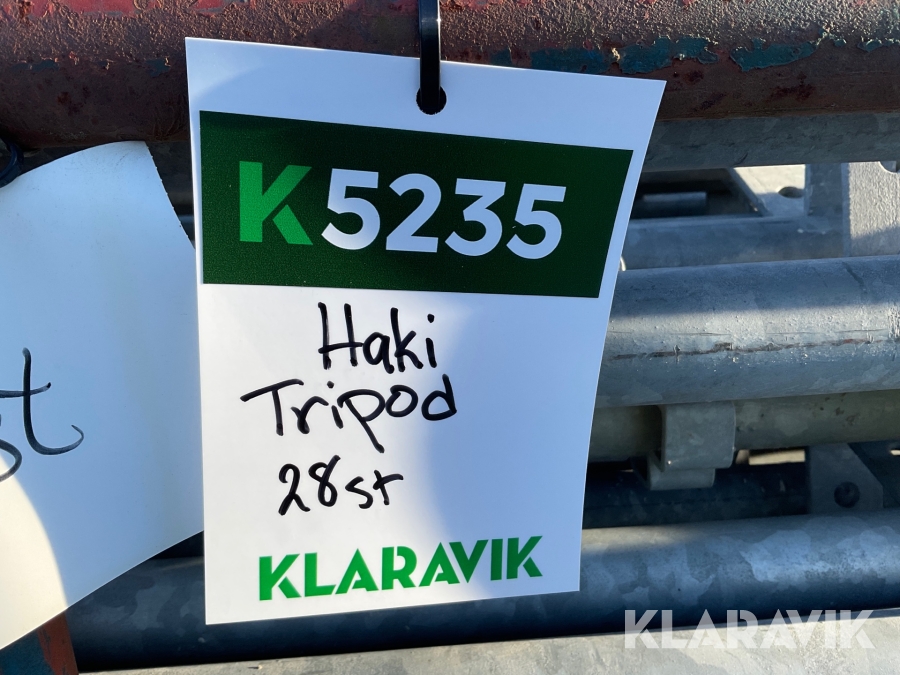 K5235
Haki
Tripod
28st
KLARAVIK
KLARAVIK